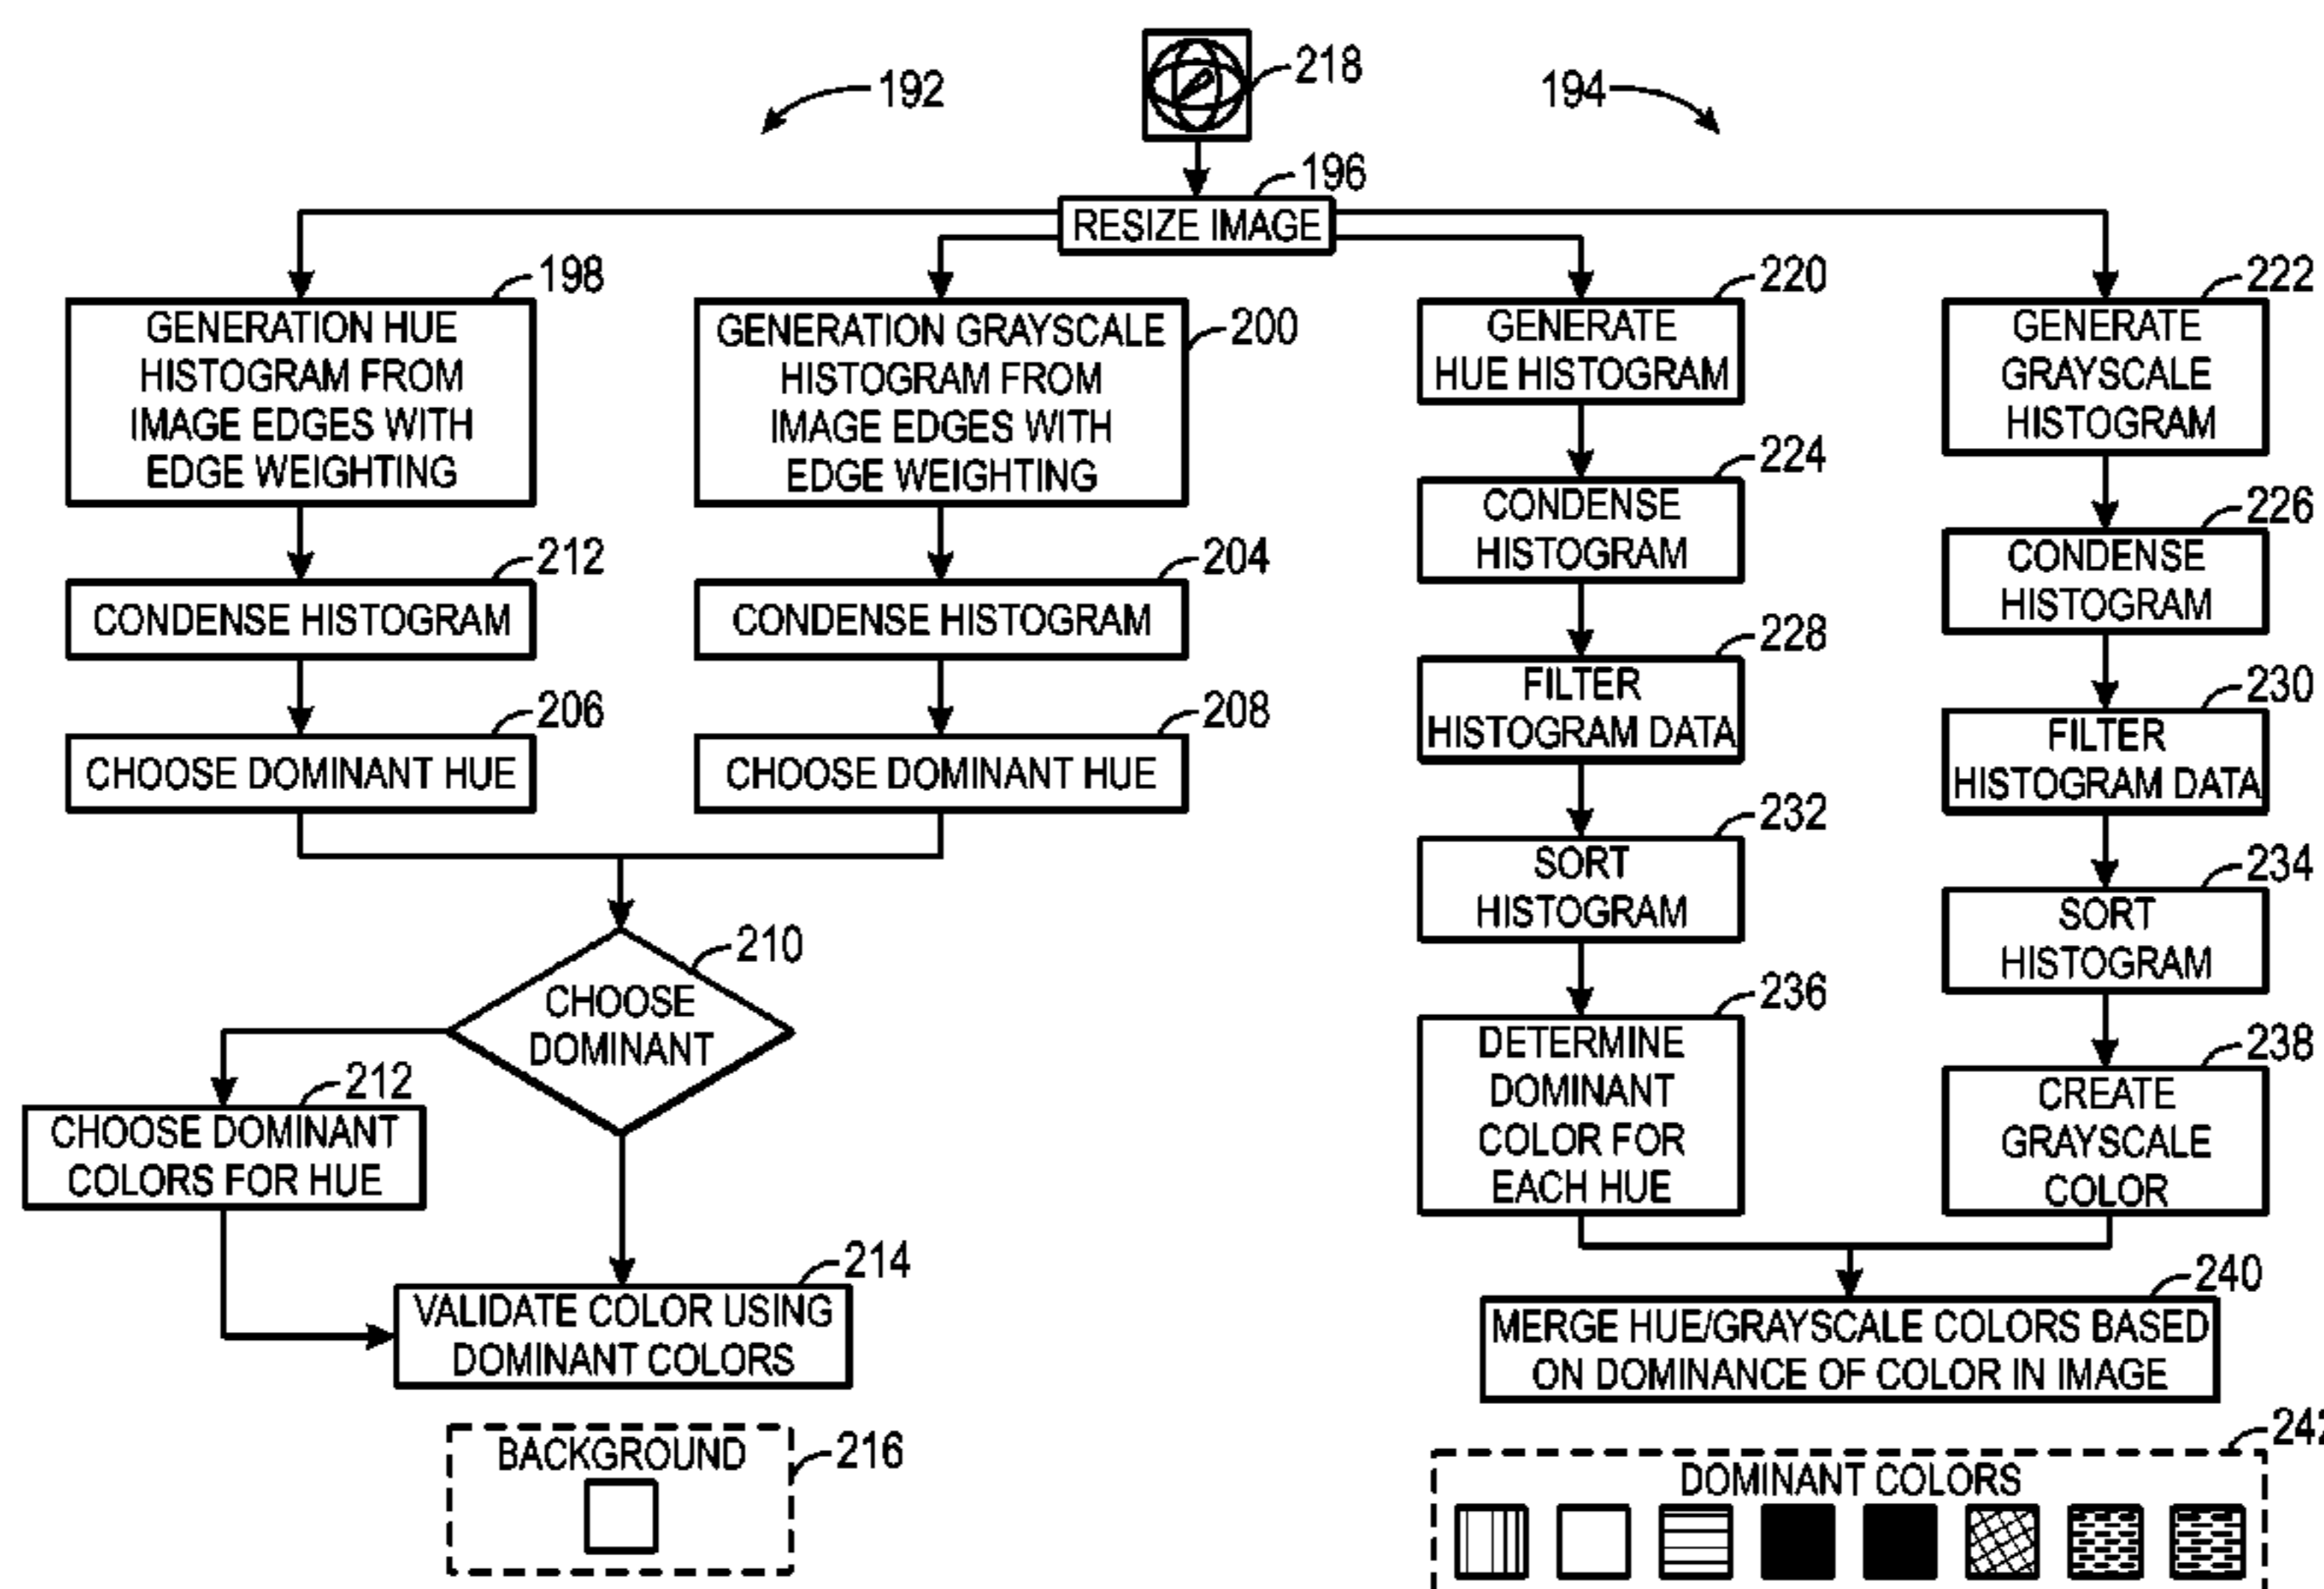 192
218
194
196
RESIZE IMAGE
198
GENERATION HUE
HISTOGRAM FROM
IMAGE EDGES WITH
EDGE WEIGHTING
200
GENERATION GRAYSCALE
HISTOGRAM FROM
IMAGE EDGES WITH
EDGE WEIGHTING
220
GENERATE
HUE HISTOGRAM
222
GENERATE
GRAYSCALE
HISTOGRAM
212
CONDENSE HISTOGRAM
204
CONDENSE HISTOGRAM
224
CONDENSE
HISTOGRAM
226
CONDENSE
HISTOGRAM
206
CHOOSE DOMINANT HUE
208
CHOOSE DOMINANT HUE
228
FILTER
HISTOGRAM DATA
230
FILTER
HISTOGRAM DATA
232
SORT
HISTOGRAM
234
SORT
HISTOGRAM
210
CHOOSE
DOMINANT
212
CHOOSE DOMINANT
COLORS FOR HUE
236
DETERMINE
DOMINANT
COLOR FOR
EACH HUE
238
CREATE
GRAYSCALE
COLOR
214
VALIDATE COLOR USING
DOMINANT COLORS
240
MERGE HUE/GRAYSCALE COLORS BASED
ON DOMINANCE OF COLOR IN IMAGE
BACKGROUND
216
242
DOMINANT COLORS